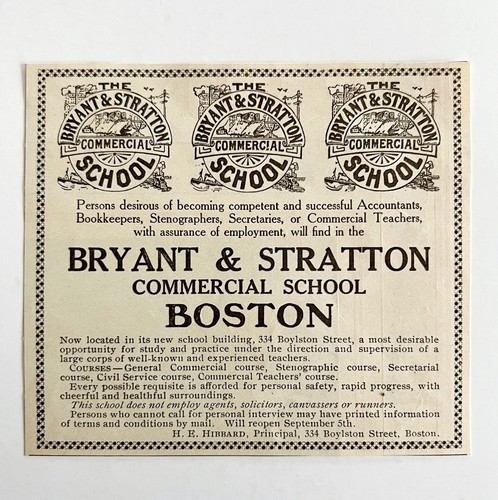 THE BRYANT & STRATTON COMMERCIAL SCHOOL
THE BRYANT & STRATTON COMMERCIAL SCHOOL
THE BRYANT & STRATTON COMMERCIAL SCHOOL
Persons desirous of becoming competent and successful Accountants,
Bookkeepers, Stenographers, Secretaries, or Commercial Teachers,
with assurance of employment, will find in the
BRYANT & STRATTON
COMMERCIAL SCHOOL
BOSTON
Now located in its new school building, 334 Boylston Street, a most desirable
opportunity for study and practice under the direction and supervision of a
large corps of well-known and experienced teachers.
COURSES—General Commercial course, Stenographic course, Secretarial
course, Civil Service course, Commercial Teachers' course.
Every possible requisite is afforded for personal safety, rapid progress, with
cheerful and healthful surroundings.
This school does not employ agents, solicitors, canvassers or runners.
Persons who cannot call for personal interview may have printed information
of terms and conditions by mail. Will reopen September 5th.
H. E. HIBBARD, Principal, 334 Boylston Street, Boston.